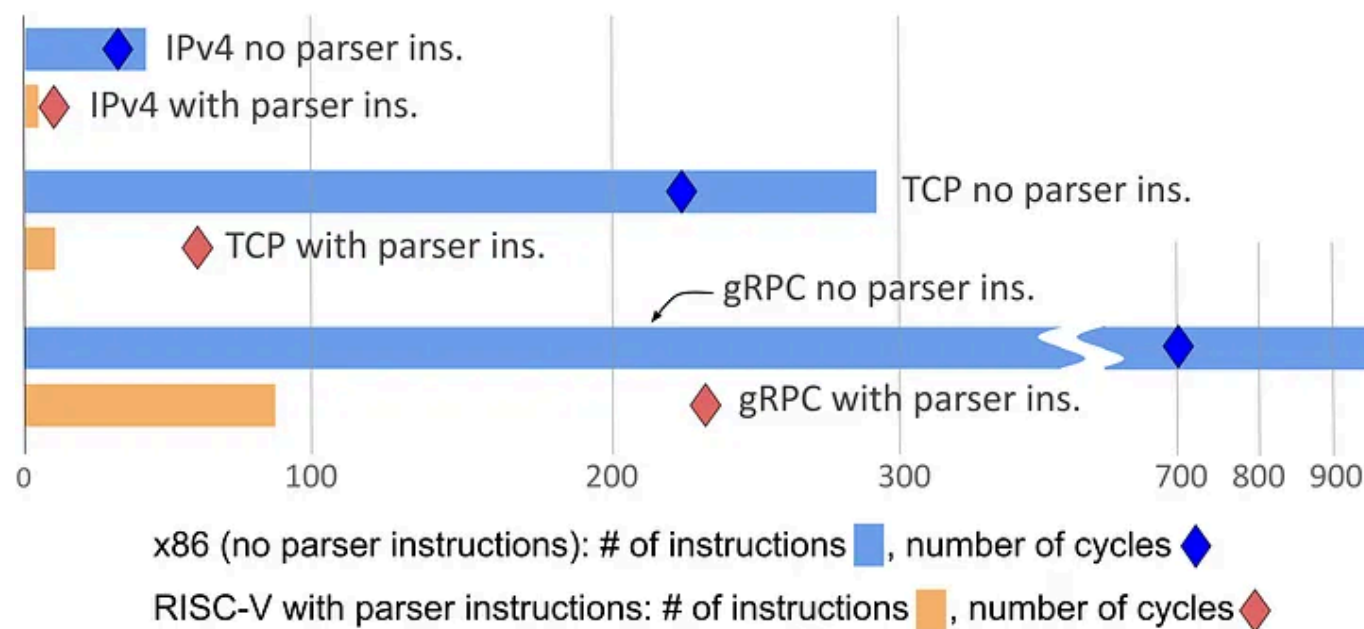 IPv4 no parser ins.
IPv4 with parser ins.
TCP no parser ins.
TCP with parser ins.
gRPC no parser ins.
gRPC with parser ins.
0 100 200 300 700 800 900
x86 (no parser instructions): # of instructions , number of cycles
RISC-V with parser instructions: # of instructions , number of cycles